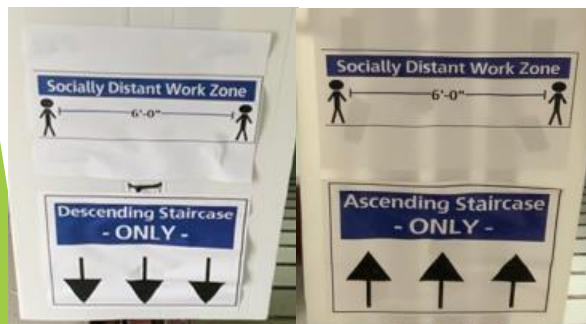 Socially Distant Work Zone
6'-0"
Descending Staircase
- ONLY -
Socially Distant Work Zone
6'-0"
Ascending Staircase
- ONLY -